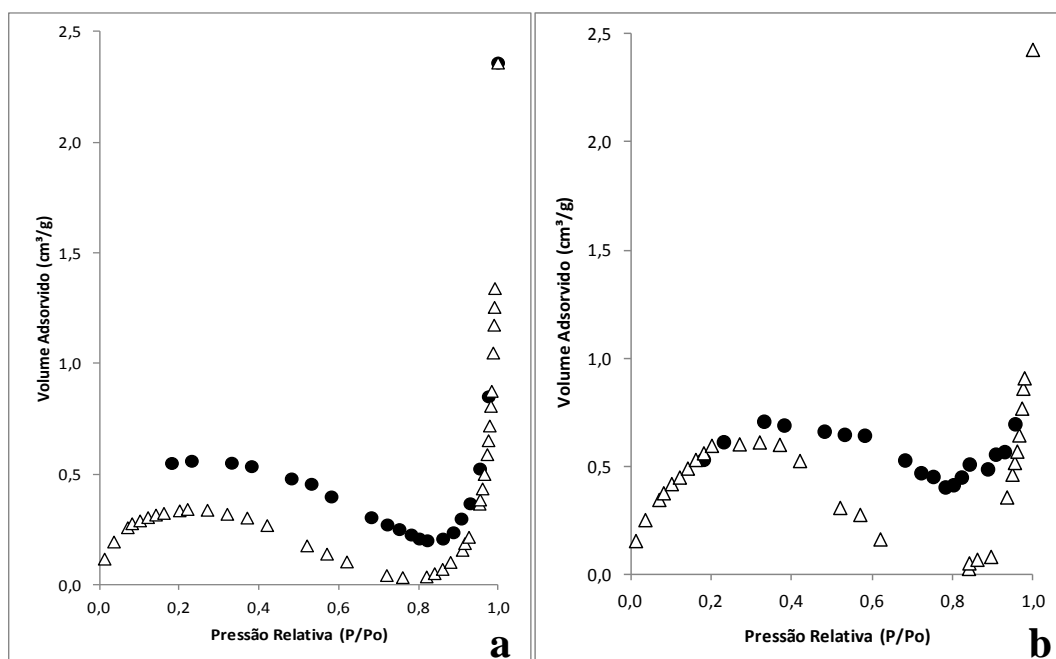 2,5
2,0
1,5
1,0
0,5
0,0
Volume Adsorvido (cm³/g)
0,0 0,2 0,4 0,6 0,8 1,0
Pressão Relativa (P/Po)
a
2,5
2,0
1,5
1,0
0,5
0,0
Volume Adsorvido (cm³/g)
0,0 0,2 0,4 0,6 0,8 1,0
Pressão Relativa (P/Po)
b